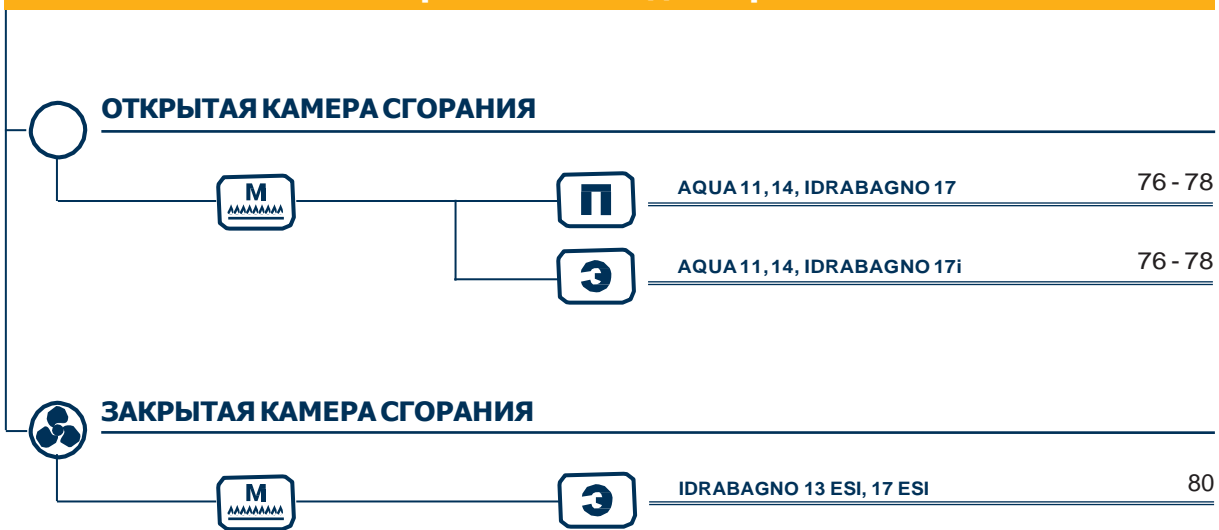 ОТКРЫТАЯ КАМЕРА СГОРАНИЯ
М
П
AQUA 11, 14, IDRABAGNO 17 76 - 78
Э
AQUA 11, 14, IDRABAGNO 17i 76 - 78
ЗАКРЫТАЯ КАМЕРА СГОРАНИЯ
М
Э
IDRABAGNO 13 ESI, 17 ESI 80